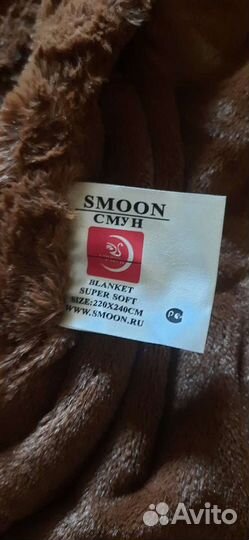 SMOON
СМУН
BLANKET
SUPER SOFT
SIZE:220X240CM
WWW.SMOON.RU
Avito